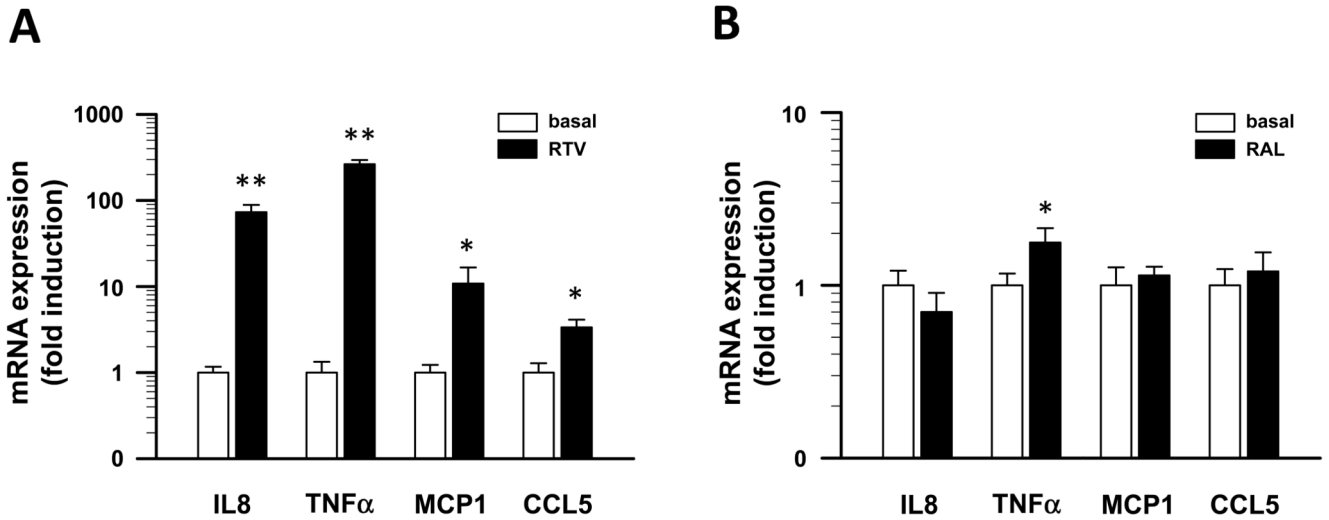 A
mRNA expression
(fold induction)
1000
100
10
1
0
basal
RTV
**
**
*
*
IL8 TNFα MCP1 CCL5
B
mRNA expression
(fold induction)
10
1
0
basal
RAL
*
IL8 TNFα MCP1 CCL5